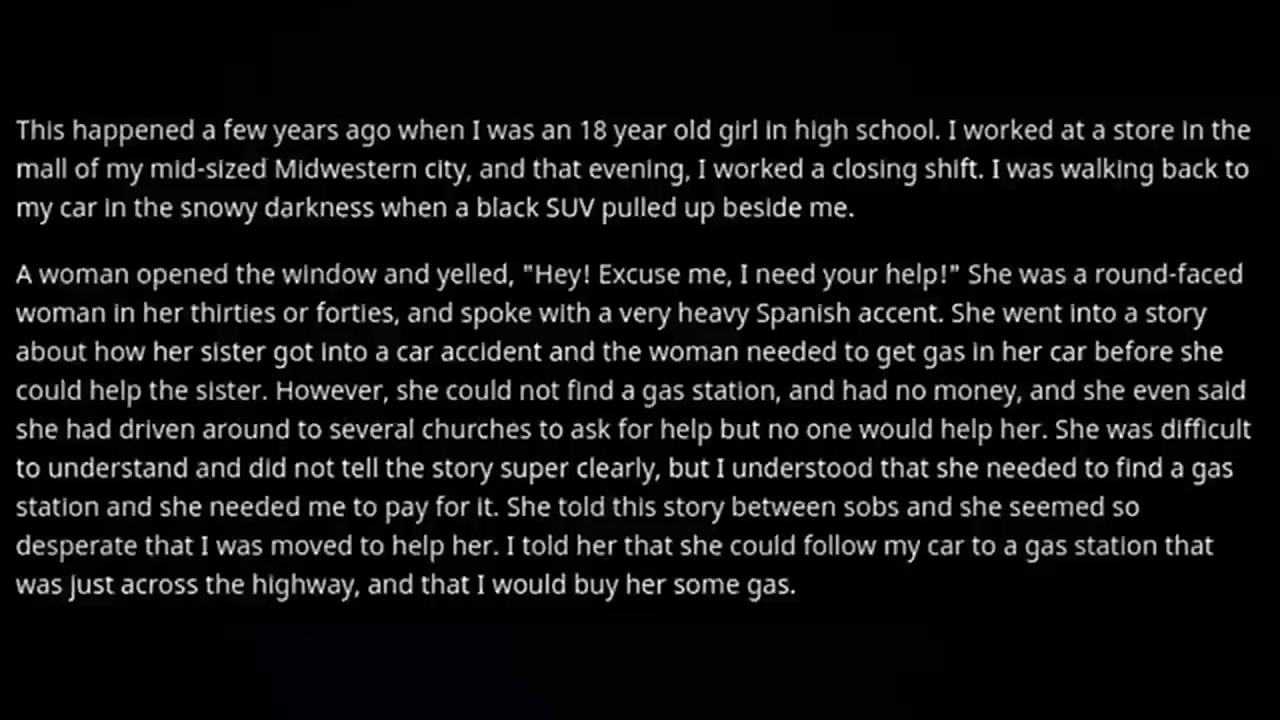 This happened a few years ago when I was an 18 year old girl in high school. I worked at a store in the
mall of my mid-sized Midwestern city, and that evening, I worked a closing shift. I was walking back to
my car in the snowy darkness when a black SUV pulled up beside me.
A woman opened the window and yelled, "Hey! Excuse me, I need your help!" She was a round-faced
woman in her thirties or forties, and spoke with a very heavy Spanish accent. She went into a story
about how her sister got into a car accident and the woman needed to get gas in her car before she
could help the sister. However, she could not find a gas station, and had no money, and she even said
she had driven around to several churches to ask for help but no one would help her. She was difficult
to understand and did not tell the story super clearly, but I understood that she needed to find a gas
station and she needed me to pay for it. She told this story between sobs and she seemed so
desperate that I was moved to help her. I told her that she could follow my car to a gas station that
was just across the highway, and that I would buy her some gas.